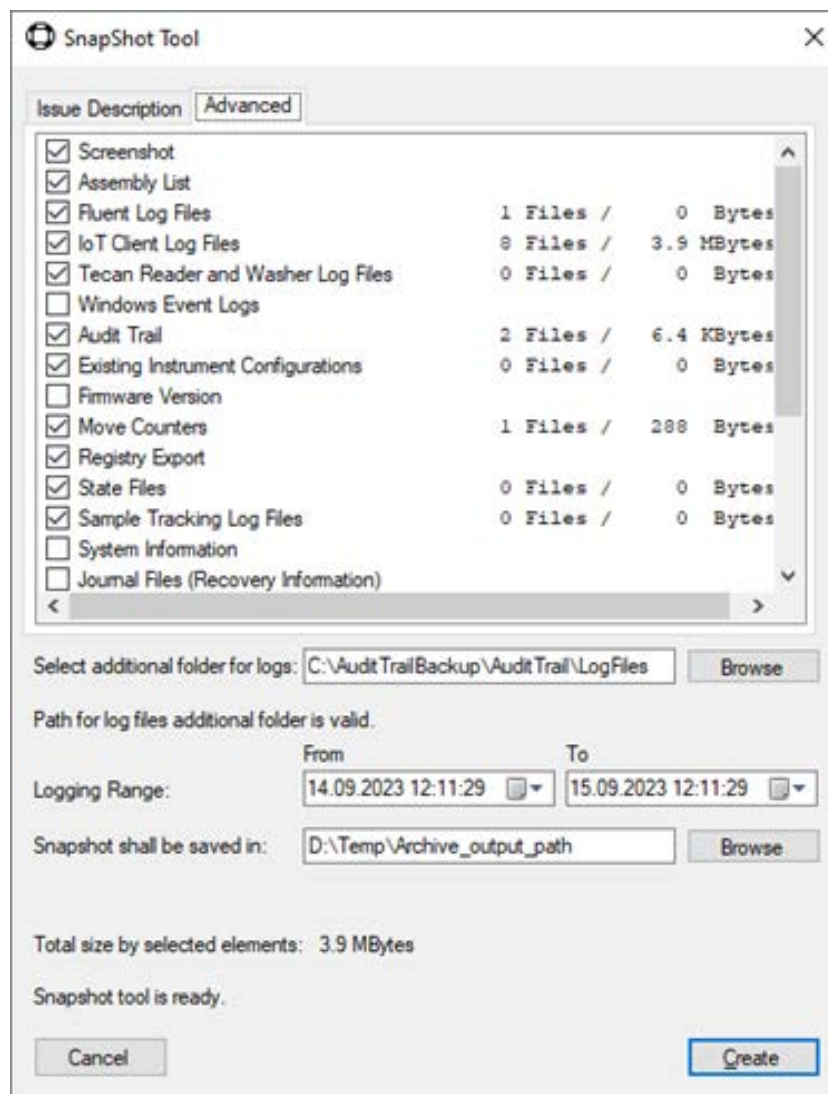 SnapShot Tool
Issue Description Advanced
Screenshot
Assembly List
Fluent Log Files 1 Files / 0 Bytes
IoT Client Log Files 8 Files / 3.9 MBytes
Tecan Reader and Washer Log Files 0 Files / 0 Bytes
Windows Event Logs
Audit Trail 2 Files / 6.4 KBytes
Existing Instrument Configurations 0 Files / 0 Bytes
Firmware Version
Move Counters 1 Files / 288 Bytes
Registry Export
State Files 0 Files / 0 Bytes
Sample Tracking Log Files 0 Files / 0 Bytes
System Information
Journal Files (Recovery Information)
Select additional folder for logs: C:\AuditTrailBackup\AuditTrail\LogFiles Browse
Path for log files additional folder is valid.
From To
Logging Range: 14.09.2023 12:11:29 15.09.2023 12:11:29
Snapshot shall be saved in: D:\Temp\Archive_output_path Browse
Total size by selected elements: 3.9 MBytes
Snapshot tool is ready.
Cancel Create